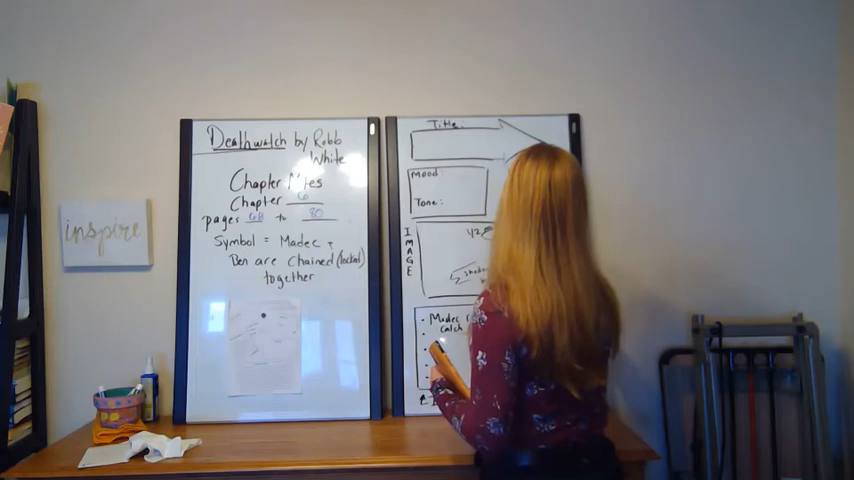 inspire
Deathwatch by Robb
White
Chapter Notes
Chapter 6
pages 68 to 80
Symbol = Madec &
Ben are chained (locked)
together
Title:
Mood
Tone:
IMAGE
• Madec
catch